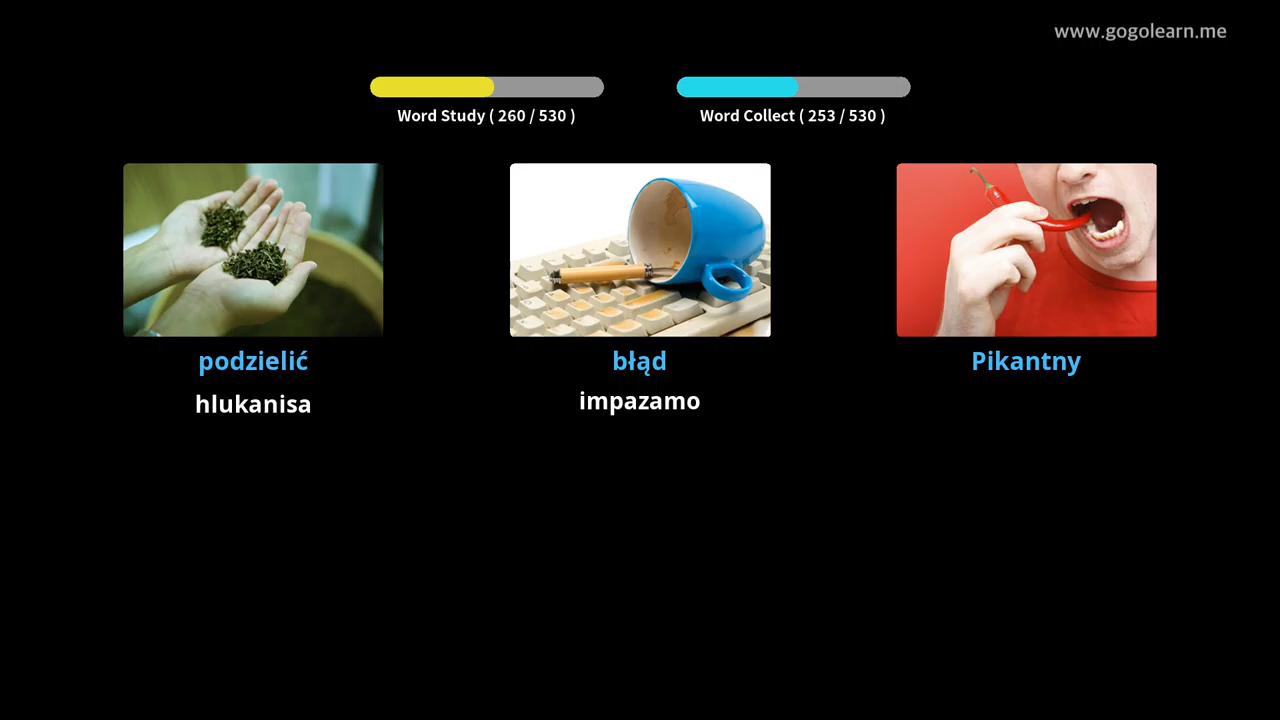 www.gogolearn.me
Word Study ( 260 / 530 )
Word Collect ( 253 / 530 )
podzielić
błąd
Pikantny
hlukanisa
impazamo